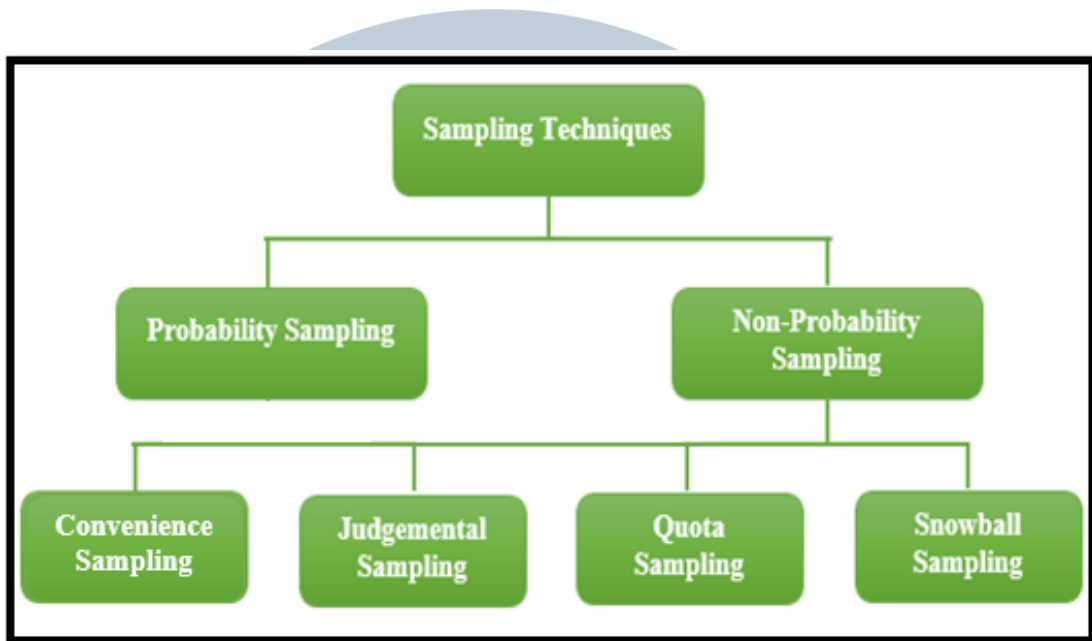 Sampling Techniques
Probability Sampling
Non-Probability
Sampling
Convenience
Sampling
Judgemental
Sampling
Quota
Sampling
Snowball
Sampling